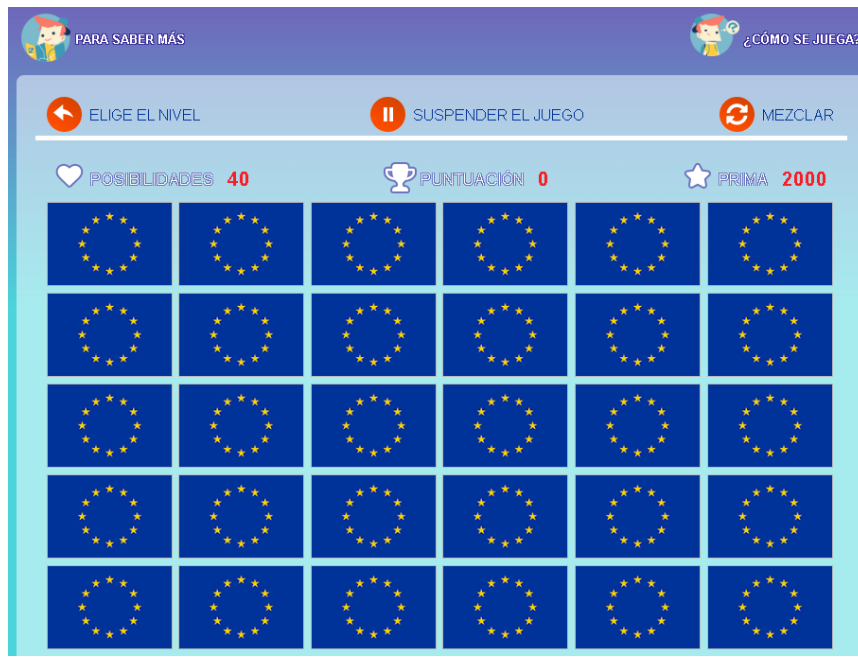 PARA SABER MÁS
¿CÓMO SE JUEGA?
ELIGE EL NIVEL
SUSPENDER EL JUEGO
MEZCLAR
POSIBILIDADES 40
PUNTUACIÓN 0
PRIMA 2000